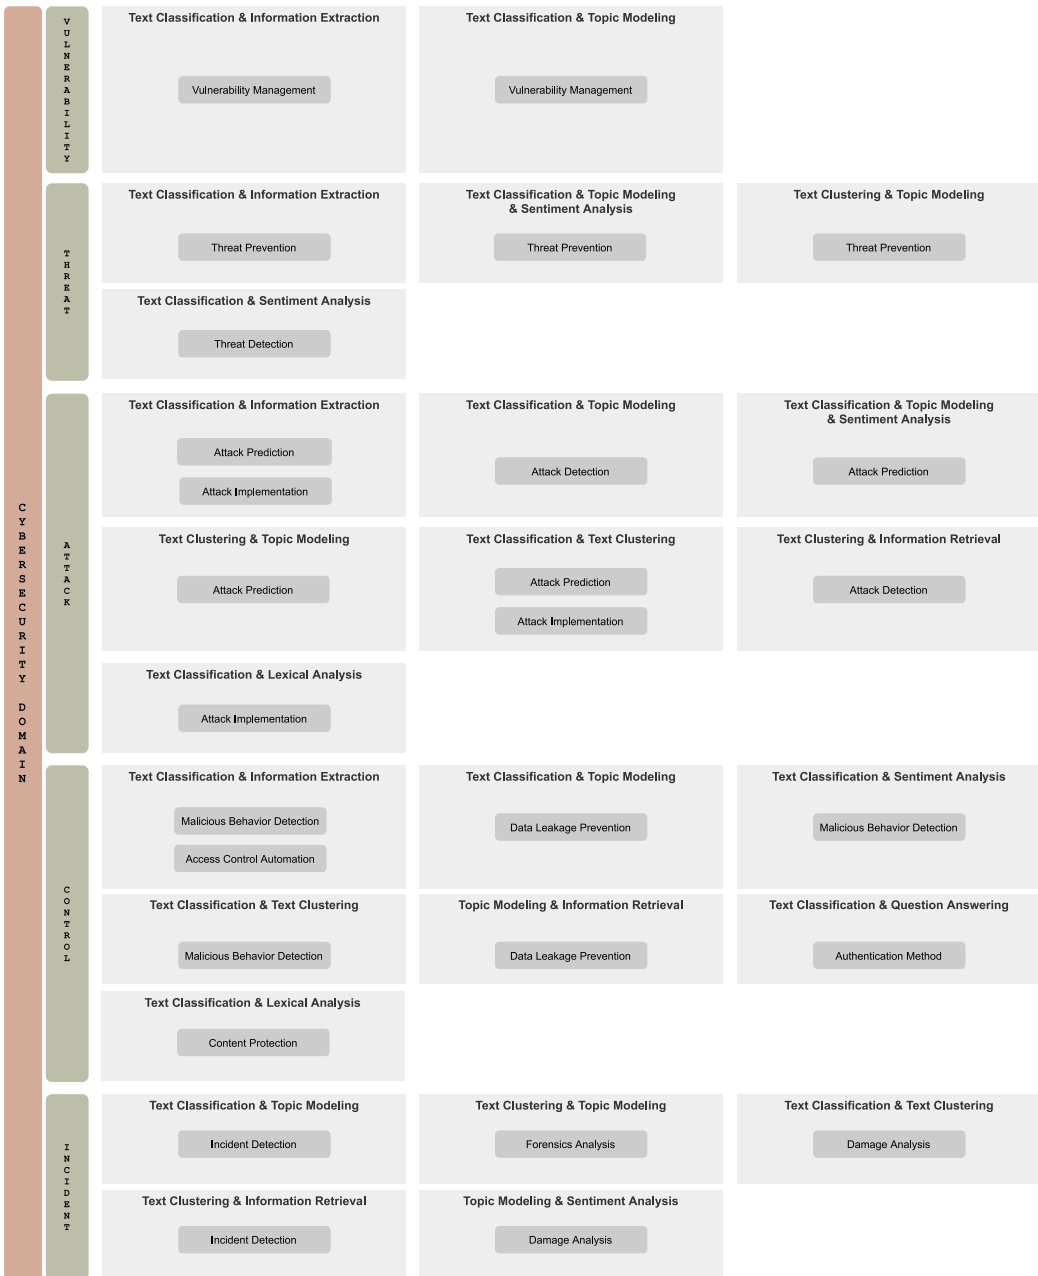 CYBERSECURITY DOMAIN
VULNERABILITY
Text Classification & Information Extraction
Vulnerability Management
Text Classification & Topic Modeling
Vulnerability Management
THREAT
Text Classification & Information Extraction
Threat Prevention
Text Classification & Topic Modeling
& Sentiment Analysis
Threat Prevention
Text Clustering & Topic Modeling
Threat Prevention
Text Classification & Sentiment Analysis
Threat Detection
ATTACK
Text Classification & Information Extraction
Attack Prediction
Attack Implementation
Text Classification & Topic Modeling
Attack Detection
Text Classification & Topic Modeling
& Sentiment Analysis
Attack Prediction
Text Clustering & Topic Modeling
Attack Prediction
Text Classification & Text Clustering
Attack Prediction
Attack Implementation
Text Clustering & Information Retrieval
Attack Detection
Text Classification & Lexical Analysis
Attack Implementation
CONTROL
Text Classification & Information Extraction
Malicious Behavior Detection
Access Control Automation
Text Classification & Topic Modeling
Data Leakage Prevention
Text Classification & Sentiment Analysis
Malicious Behavior Detection
Text Classification & Text Clustering
Malicious Behavior Detection
Topic Modeling & Information Retrieval
Data Leakage Prevention
Text Classification & Question Answering
Authentication Method
Text Classification & Lexical Analysis
Content Protection
INCIDENT
Text Classification & Topic Modeling
Incident Detection
Text Clustering & Topic Modeling
Forensics Analysis
Text Classification & Text Clustering
Damage Analysis
Text Clustering & Information Retrieval
Incident Detection
Topic Modeling & Sentiment Analysis
Damage Analysis